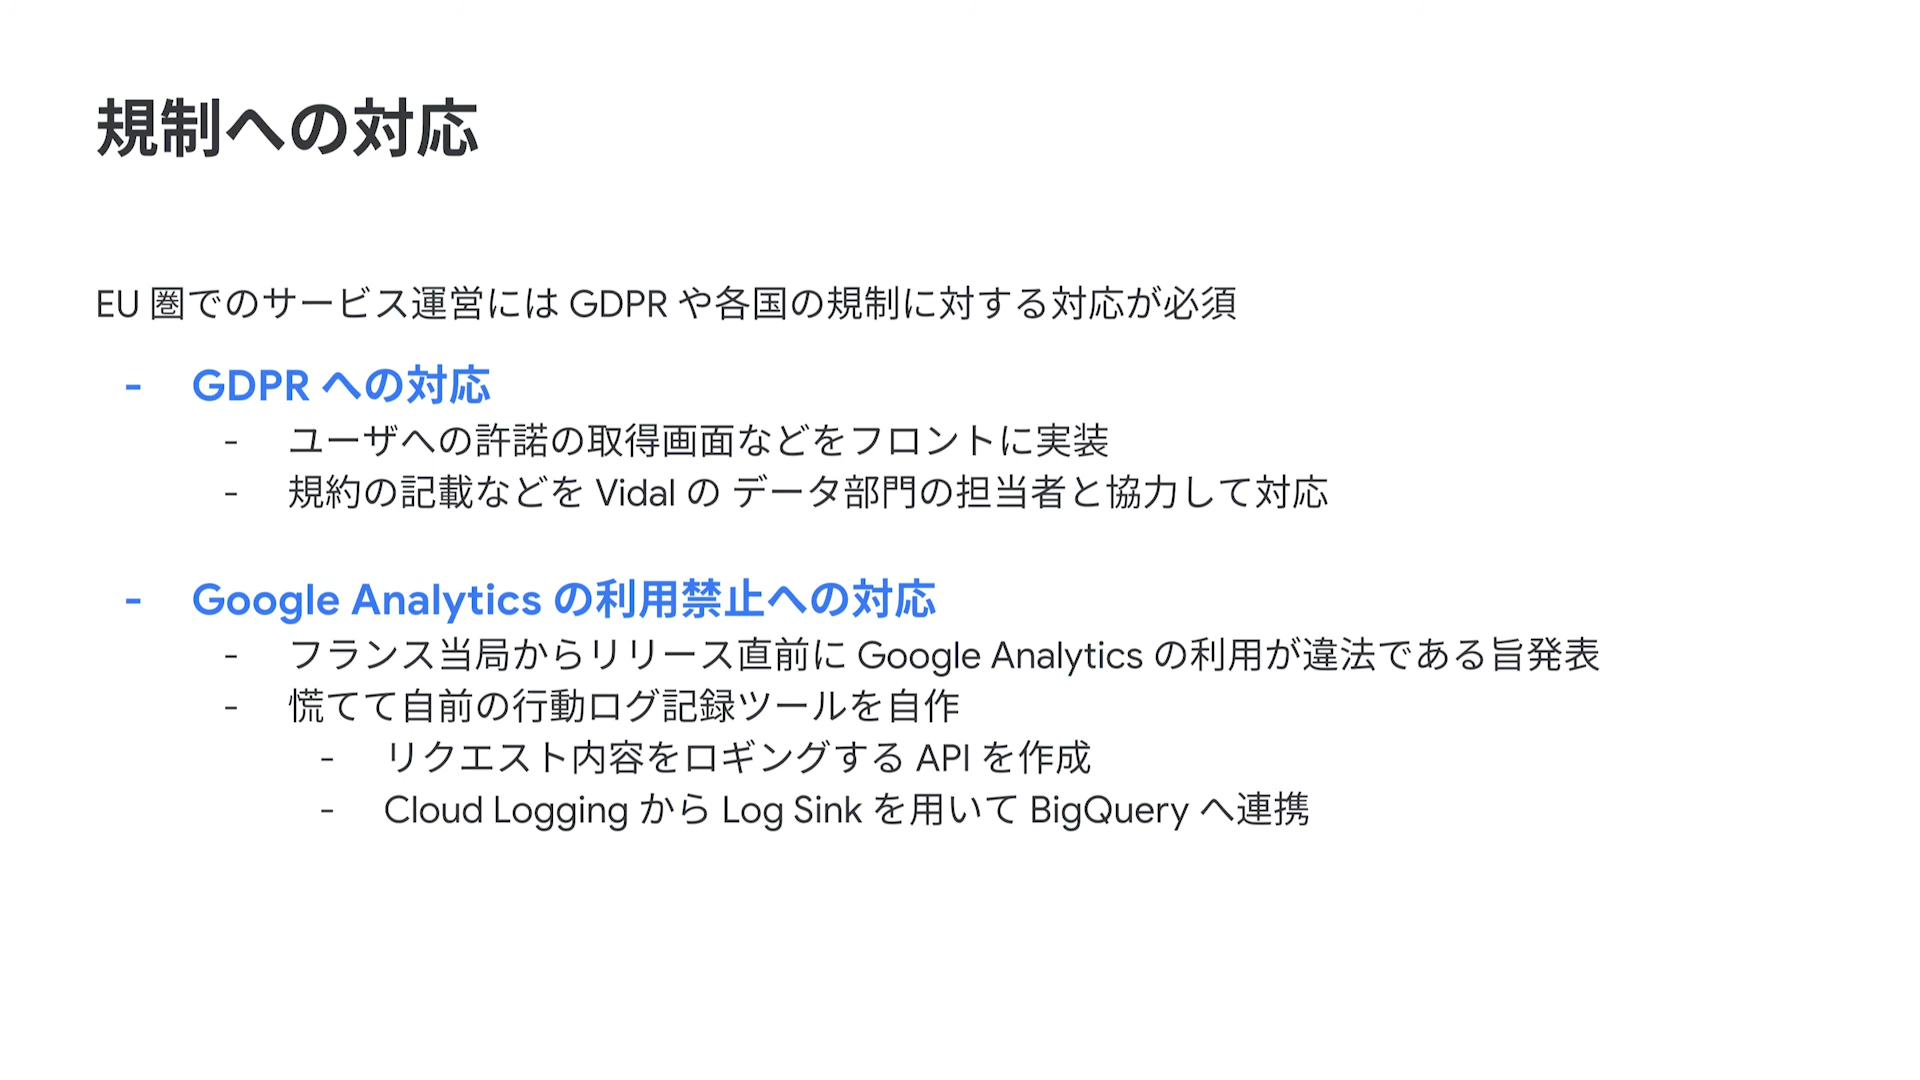 規制への対応
EU 圏でのサービス運営には GDPR や各国の規制に対する対応が必須
- GDPR への対応
- ユーザへの許諾の取得画面などをフロントに実装
- 規約の記載などを Vidal の データ部門の担当者と協力して対応
- Google Analytics の利用禁止への対応
- フランス当局からリリース直前に Google Analytics の利用が違法である旨発表
- 慌てて自前の行動ログ記録ツールを自作
- リクエスト内容をロギングする API を作成
- Cloud Logging から Log Sink を用いて BigQuery へ連携